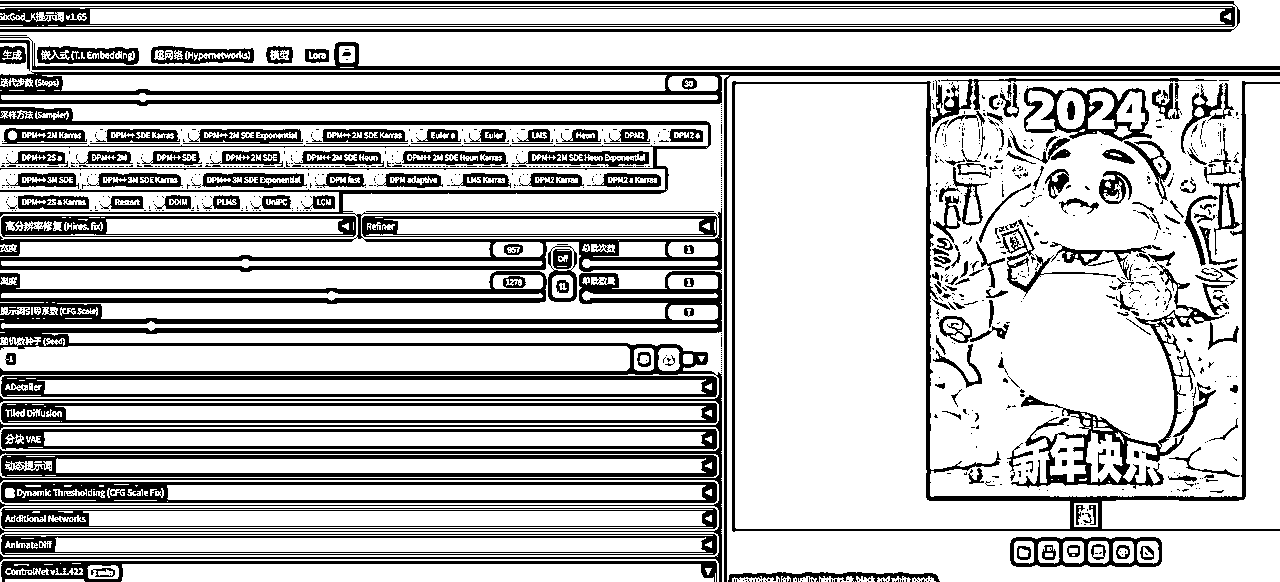 SixGod_K提示词 v1.65
生成 嵌入式 (T.I. Embedding) 超网络 (Hypernetworks) 模型 Lora
迭代步数 (Steps)
采样方法 (Sampler)
DPM++ 2M Karras DPM++ SDE Karras DPM++ 2M SDE Exponential DPM++ 2M SDE Karras Euler a Euler LMS Heun DPM2 DPM2 a
DPM++ 2S a DPM++ 2M DPM++ SDE DPM++ 2M SDE DPM++ 2M SDE Heun DPM++ 2M SDE Heun Karras DPM++ 2M SDE Heun Exponential
DPM++ 3M SDE DPM++ 3M SDE Karras DPM++ 3M SDE Exponential DPM fast DPM adaptive LMS Karras DPM2 Karras DPM2 a Karras
DPM++ 2S a Karras Restart DDIM PLMS UniPC LCM
高分辨率修复 (Hires. fix) Refiner
宽度 957 Off 总批次数 1
高度 1278 单批数量 1
提示词引导系数 (CFG Scale) 7
随机数种子 (Seed)
-1
ADetailer
Tiled Diffusion
分块 VAE
动态提示词
Dynamic Thresholding (CFG Scale Fix)
Additional Networks
AnimateDiff
ControlNet v1.1.422
2024
新年快乐
masterpiece, high quality, highres, 8k, black and white panda,